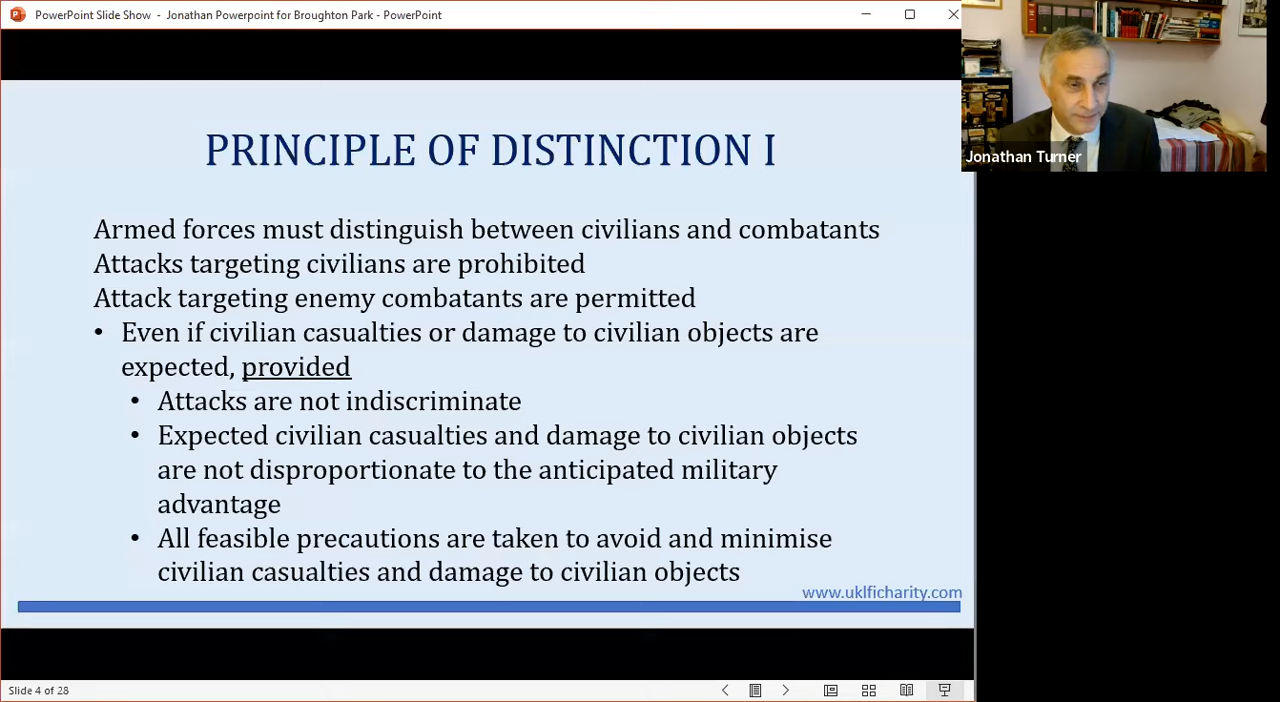 PowerPoint Slide Show - Jonathan Powerpoint for Broughton Park - PowerPoint
Jonathan Turner
PRINCIPLE OF DISTINCTION I
Armed forces must distinguish between civilians and combatants
Attacks targeting civilians are prohibited
Attack targeting enemy combatants are permitted
• Even if civilian casualties or damage to civilian objects are
expected, provided
• Attacks are not indiscriminate
• Expected civilian casualties and damage to civilian objects
are not disproportionate to the anticipated military
advantage
• All feasible precautions are taken to avoid and minimise
civilian casualties and damage to civilian objects
www.uklficharity.com
Slide 4 of 28